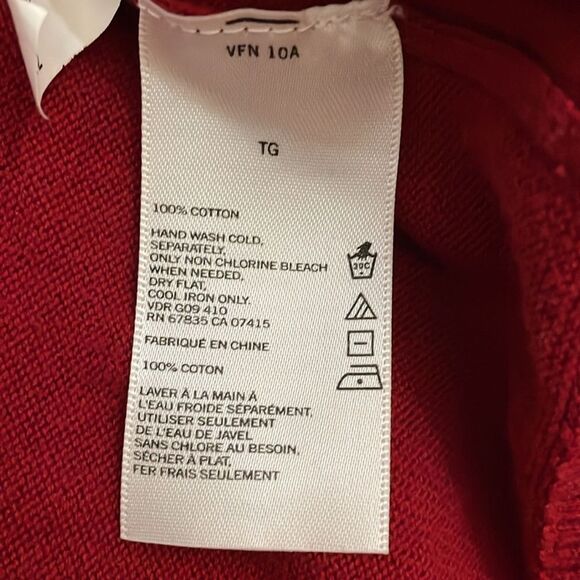 VFN 10A
TG
100% COTTON
HAND WASH COLD,
SEPARATELY,
ONLY NON CHLORINE BLEACH
WHEN NEEDED,
DRY FLAT,
COOL IRON ONLY.
VDR G09 410
RN 67835 CA 07415
30C
FABRIQUÉ EN CHINE
100% COTON
LAVER À LA MAIN À
L'EAU FROIDE SÉPARÉMENT,
UTILISER SEULEMENT
DE L'EAU DE JAVEL
SANS CHLORE AU BESOIN,
SÉCHER À PLAT,
FER FRAIS SEULEMENT